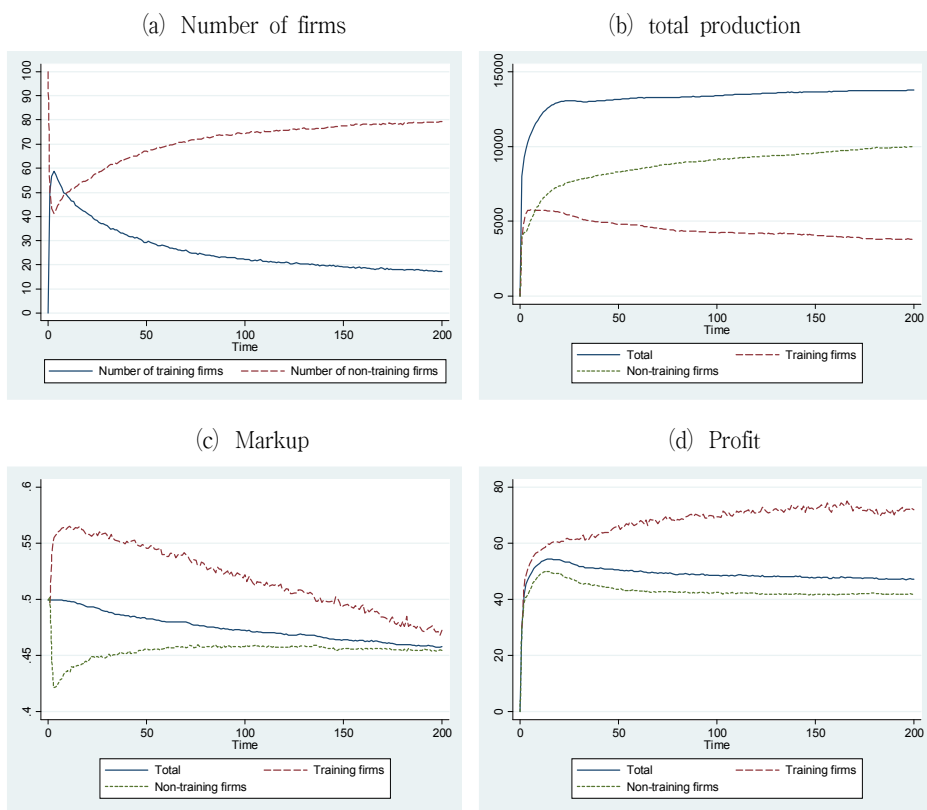 (a) Number of firms
0 10 20 30 40 50 60 70 80 90 100
0 50 100 150 200
Time
Number of training firms Number of non-training firms
(b) total production
0 5000 10000 15000
0 50 100 150 200
Time
Total Training firms
Non-training firms
(c) Markup
.4 .45 .5 .55 .6
0 50 100 150 200
Time
Total Training firms
Non-training firms
(d) Profit
0 20 40 60 80
0 50 100 150 200
Time
Total Training firms
Non-training firms